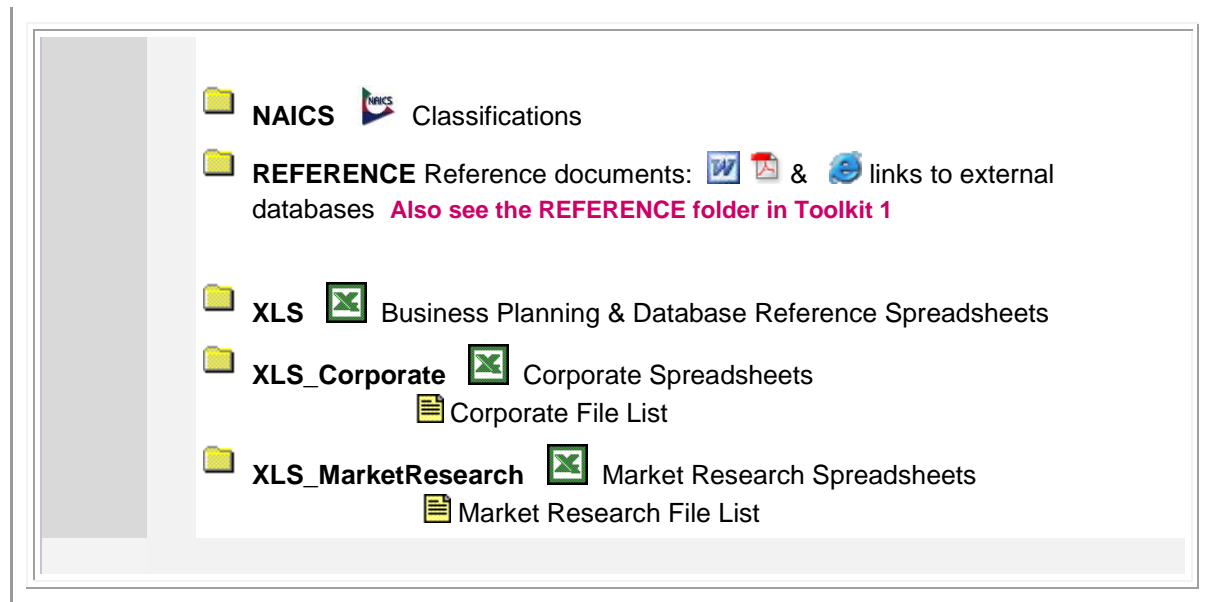 NAICS NAICS Classifications
REFERENCE Reference documents: W & links to external
databases Also see the REFERENCE folder in Toolkit 1
XLS Business Planning & Database Reference Spreadsheets
XLS_Corporate Corporate Spreadsheets
Corporate File List
XLS_MarketResearch Market Research Spreadsheets
Market Research File List